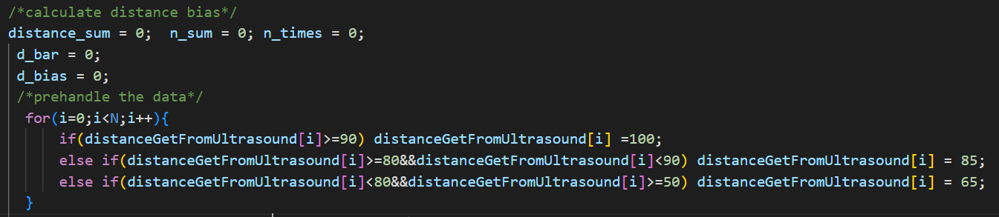 /*calculate distance bias*/
distance_sum = 0;  n_sum = 0; n_times = 0;
d_bar = 0;
d_bias = 0;
/*prehandle the data*/
for(i=0;i<N;i++){
if(distanceGetFromUltrasound[i]>=90) distanceGetFromUltrasound[i] =100;
else if(distanceGetFromUltrasound[i]>=80&&distanceGetFromUltrasound[i]<90) distanceGetFromUltrasound[i] = 85;
else if(distanceGetFromUltrasound[i]<80&&distanceGetFromUltrasound[i]>=50) distanceGetFromUltrasound[i] = 65;
}